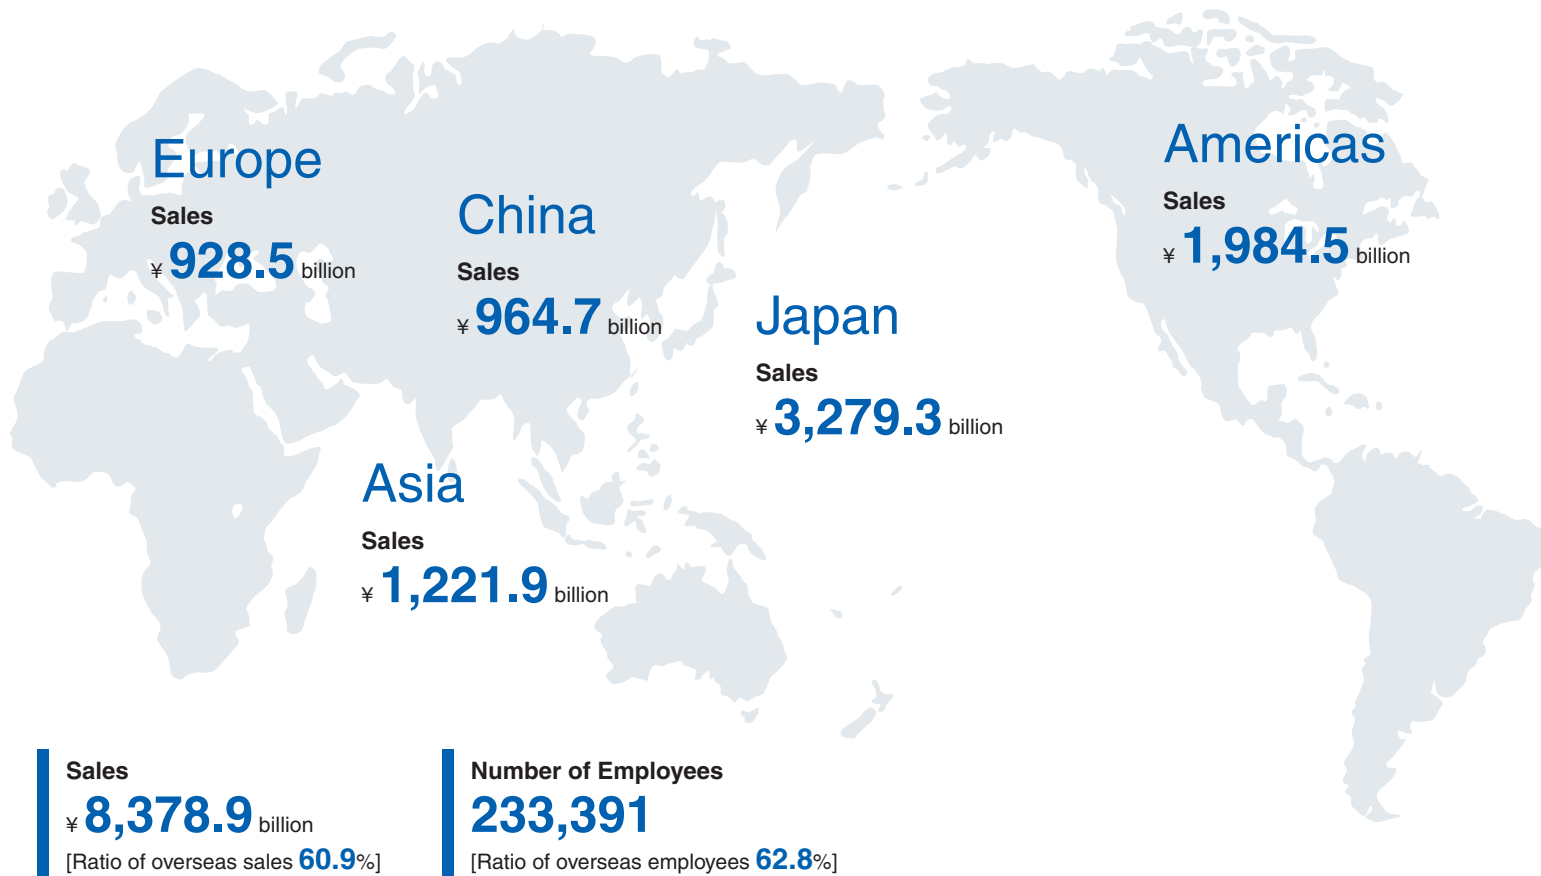 Europe
Sales
¥ 928.5 billion
China
Sales
¥ 964.7 billion
Americas
Sales
¥ 1,984.5 billion
Japan
Sales
¥ 3,279.3 billion
Asia
Sales
¥ 1,221.9 billion
Sales
¥ 8,378.9 billion
[Ratio of overseas sales 60.9%]
Number of Employees
233,391
[Ratio of overseas employees 62.8%]